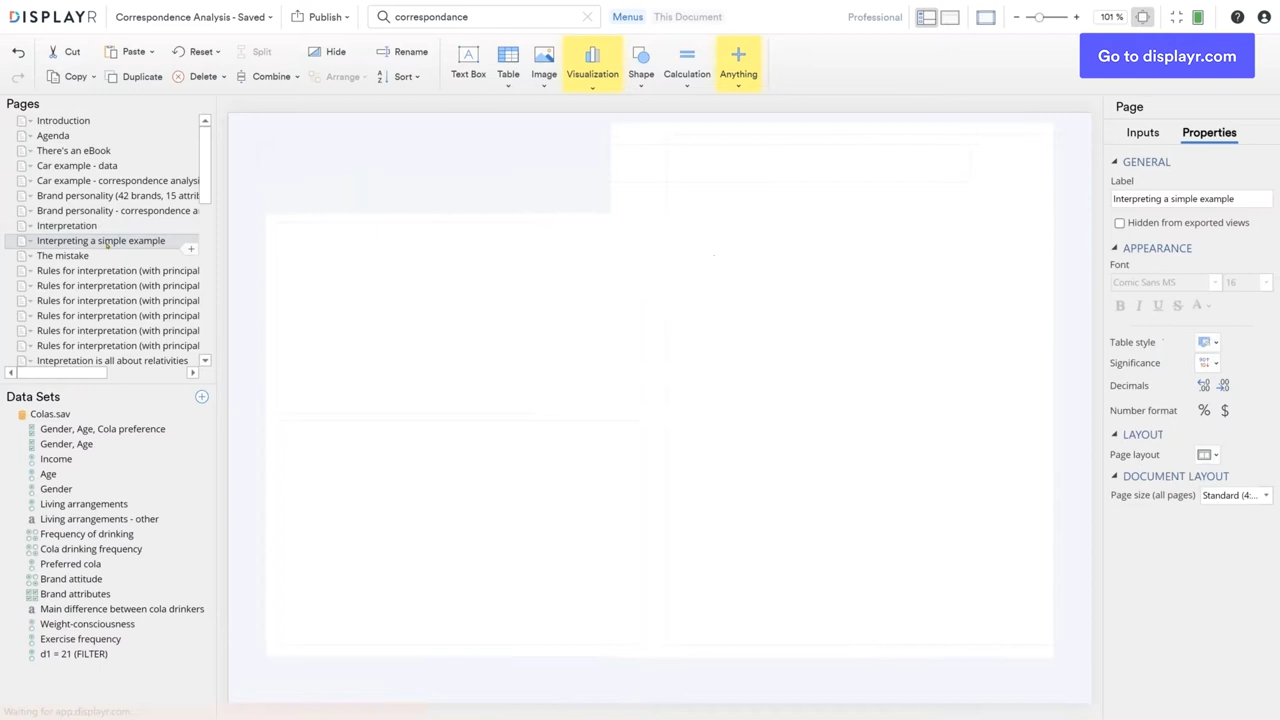 DISPLAYR
Correspondence Analysis - Saved
Publish
correspondance
Menus
This Document
Professional
101 %
Cut
Paste
Reset
Split
Hide
Rename
Copy
Duplicate
Delete
Combine
Arrange
Sort
Text Box
Table
Image
Visualization
Shape
Calculation
Anything
Go to displayr.com
Pages
Introduction
Agenda
There's an eBook
Car example - data
Car example - correspondence analysi
Brand personality (42 brands, 15 attrib
Brand personality - correspondence a
Interpretation
Interpreting a simple example
The mistake
Rules for interpretation (with principal
Rules for interpretation (with principal
Rules for interpretation (with principal
Rules for interpretation (with principal
Rules for interpretation (with principal
Rules for interpretation (with principal
Intepretation is all about relativities
Data Sets
Colas.sav
Gender, Age, Cola preference
Gender, Age
Income
Age
Gender
Living arrangements
Living arrangements - other
Frequency of drinking
Cola drinking frequency
Preferred cola
Brand attitude
Brand attributes
Main difference between cola drinkers
Weight-consciousness
Exercise frequency
d1 = 21 (FILTER)
Waiting for app.displayr.com...
Page
Inputs
Properties
GENERAL
Label
Interpreting a simple example
Hidden from exported views
APPEARANCE
Font
Comic Sans MS
16
B I U S A
Table style
Significance
Decimals
Number format % $
LAYOUT
Page layout
DOCUMENT LAYOUT
Page size (all pages) Standard (4:...